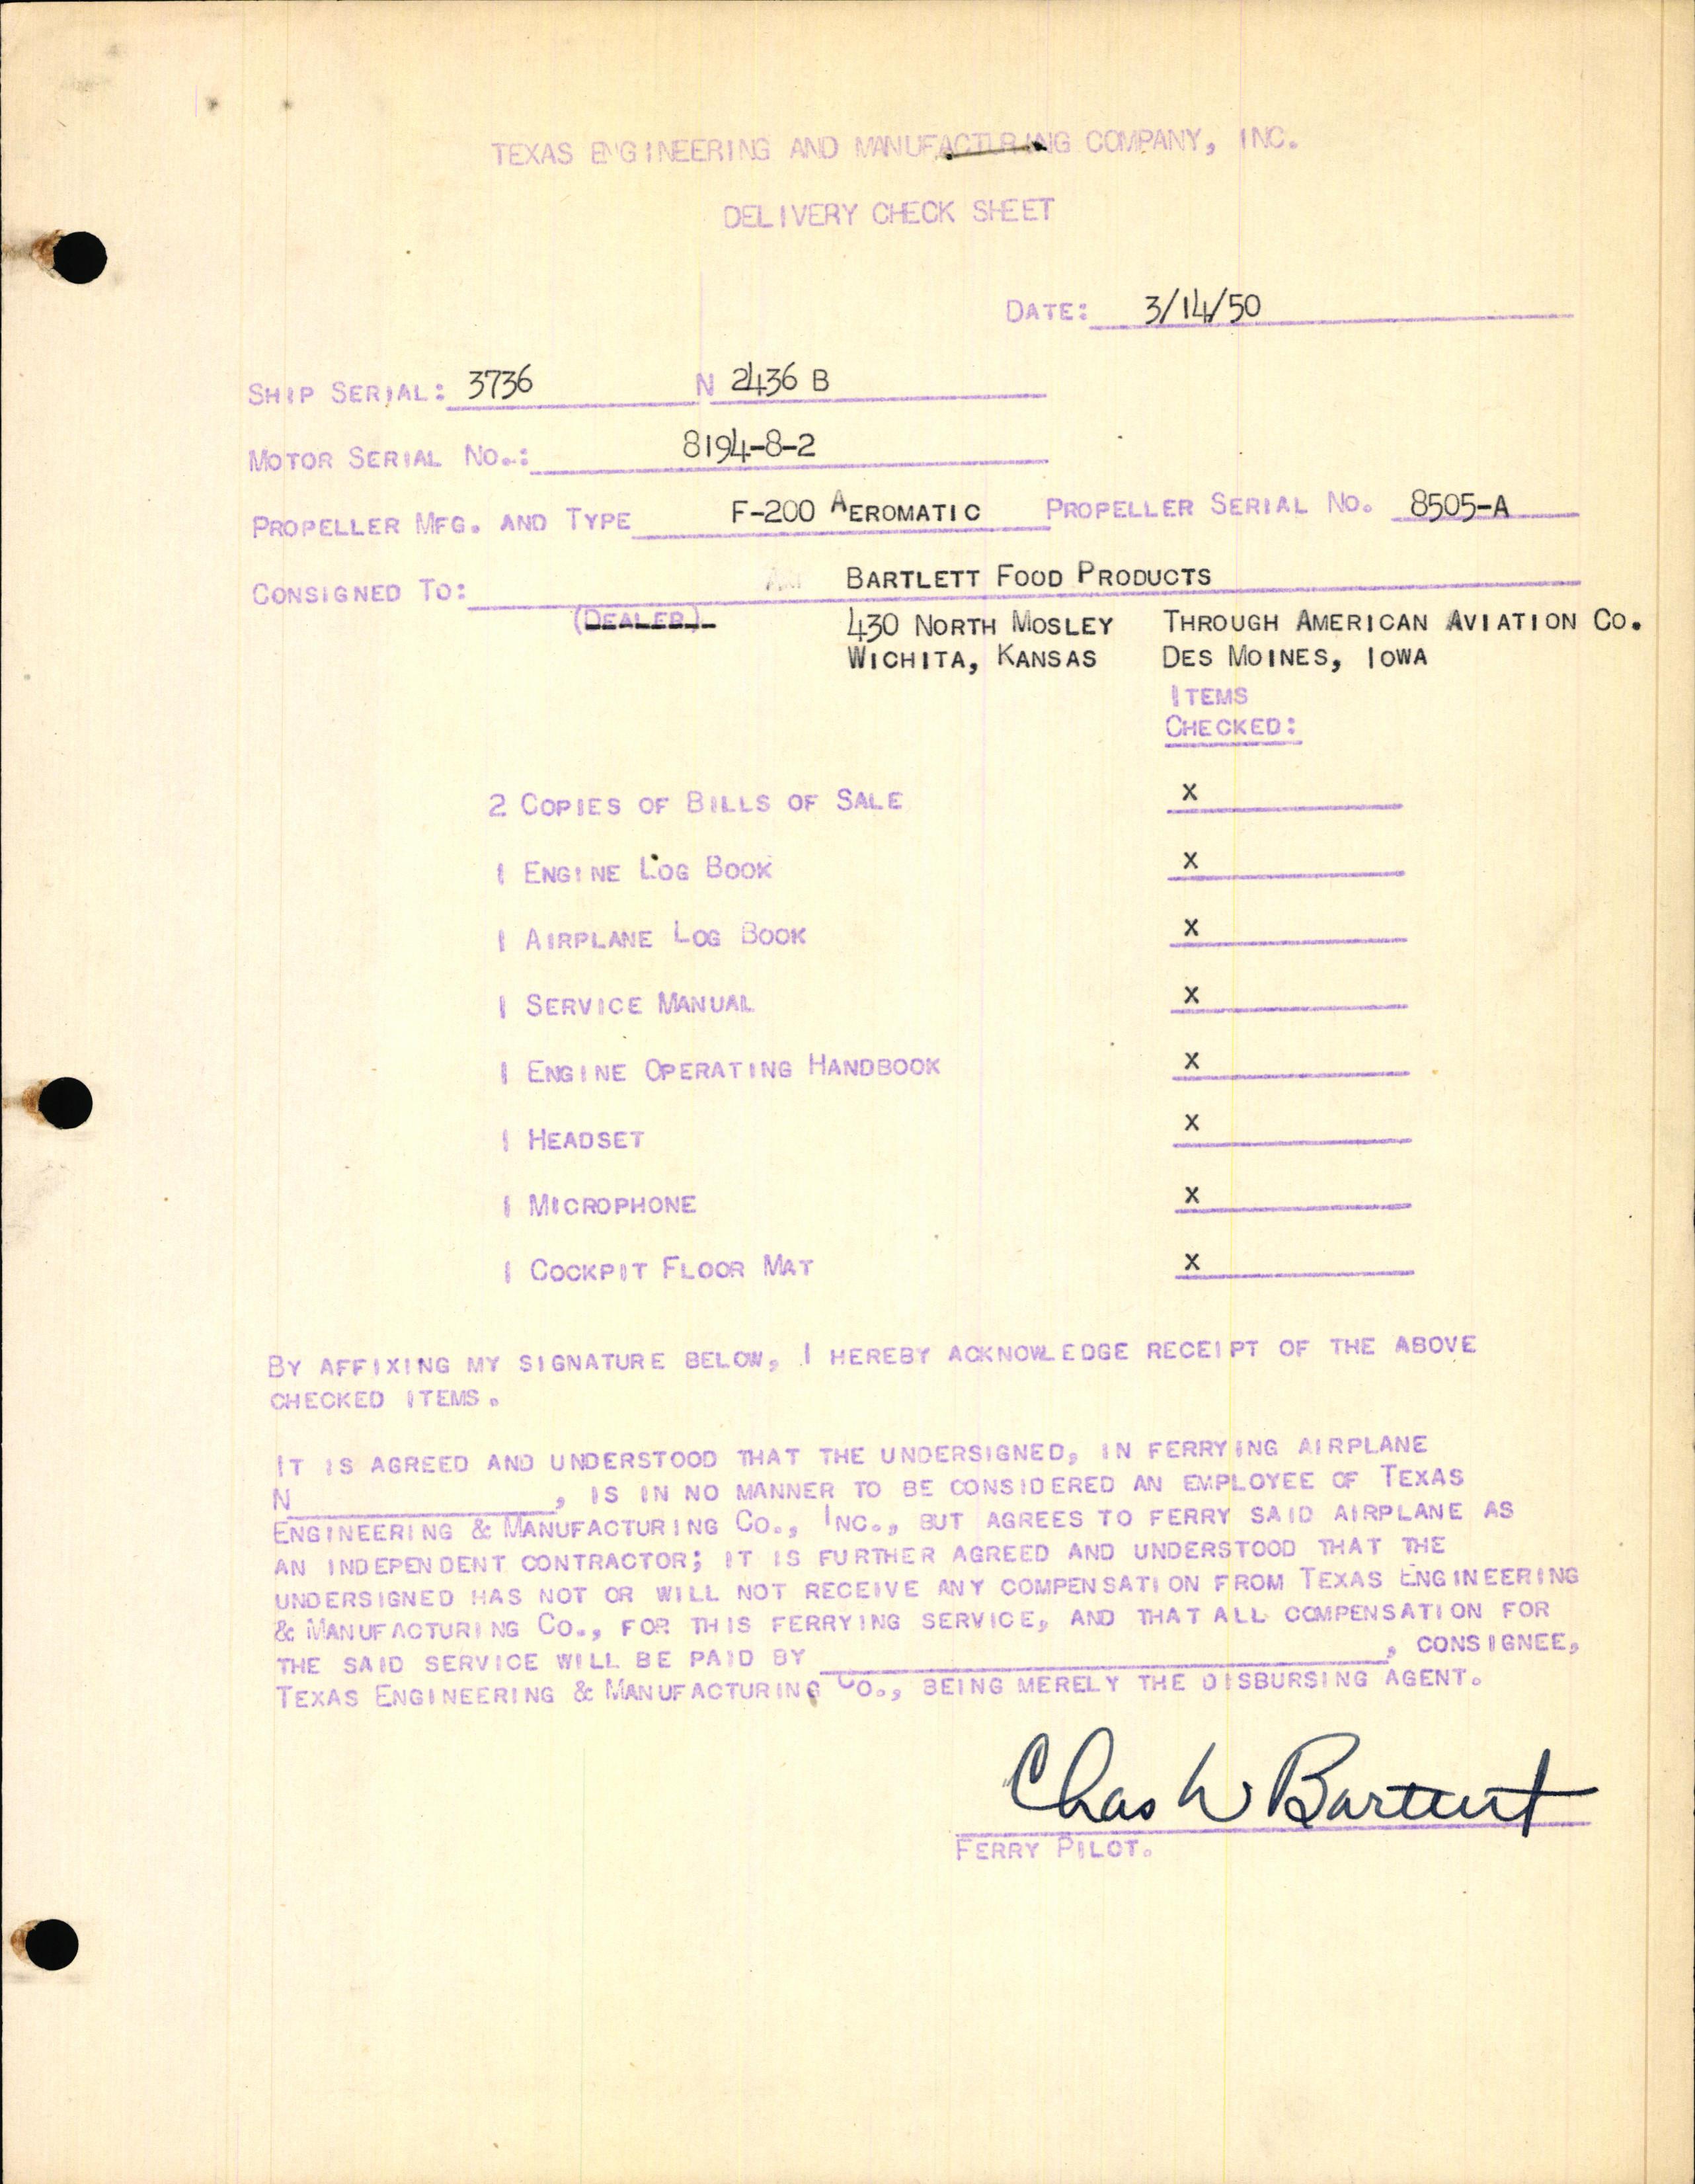 TEXAS ENGINEERING AND MANUFACTURING COMPANY, INC.
DELIVERY CHECK SHEET
DATE: 3/14/50
SHIP SERIAL: 3736 N 2436 B
MOTOR SERIAL NO.: 8194-8-2
PROPELLER MFG. AND TYPE F-200 AEROMATIC PROPELLER SERIAL NO. 8505-A
CONSIGNED TO: BARTLETT FOOD PRODUCTS
(DEALER) 430 NORTH MOSLEY THROUGH AMERICAN AVIATION CO.
WICHITA, KANSAS DES MOINES, IOWA
ITEMS
CHECKED:
2 COPIES OF BILLS OF SALE X
1 ENGINE LOG BOOK X
1 AIRPLANE LOG BOOK X
1 SERVICE MANUAL X
1 ENGINE OPERATING HANDBOOK X
1 HEADSET X
1 MICROPHONE X
1 COCKPIT FLOOR MAT X
BY AFFIXING MY SIGNATURE BELOW, I HEREBY ACKNOWLEDGE RECEIPT OF THE ABOVE
CHECKED ITEMS.
IT IS AGREED AND UNDERSTOOD THAT THE UNDERSIGNED, IN FERRYING AIRPLANE
N____________, IS IN NO MANNER TO BE CONSIDERED AN EMPLOYEE OF TEXAS
ENGINEERING & MANUFACTURING CO., INC., BUT AGREES TO FERRY SAID AIRPLANE AS
AN INDEPENDENT CONTRACTOR; IT IS FURTHER AGREED AND UNDERSTOOD THAT THE
UNDERSIGNED HAS NOT OR WILL NOT RECEIVE ANY COMPENSATION FROM TEXAS ENGINEERING
& MANUFACTURING CO., FOR THIS FERRYING SERVICE, AND THAT ALL COMPENSATION FOR
THE SAID SERVICE WILL BE PAID BY ____________, CONSIGNEE,
TEXAS ENGINEERING & MANUFACTURING CO., BEING MERELY THE DISBURSING AGENT.
Chas W
FERRY PILOT.